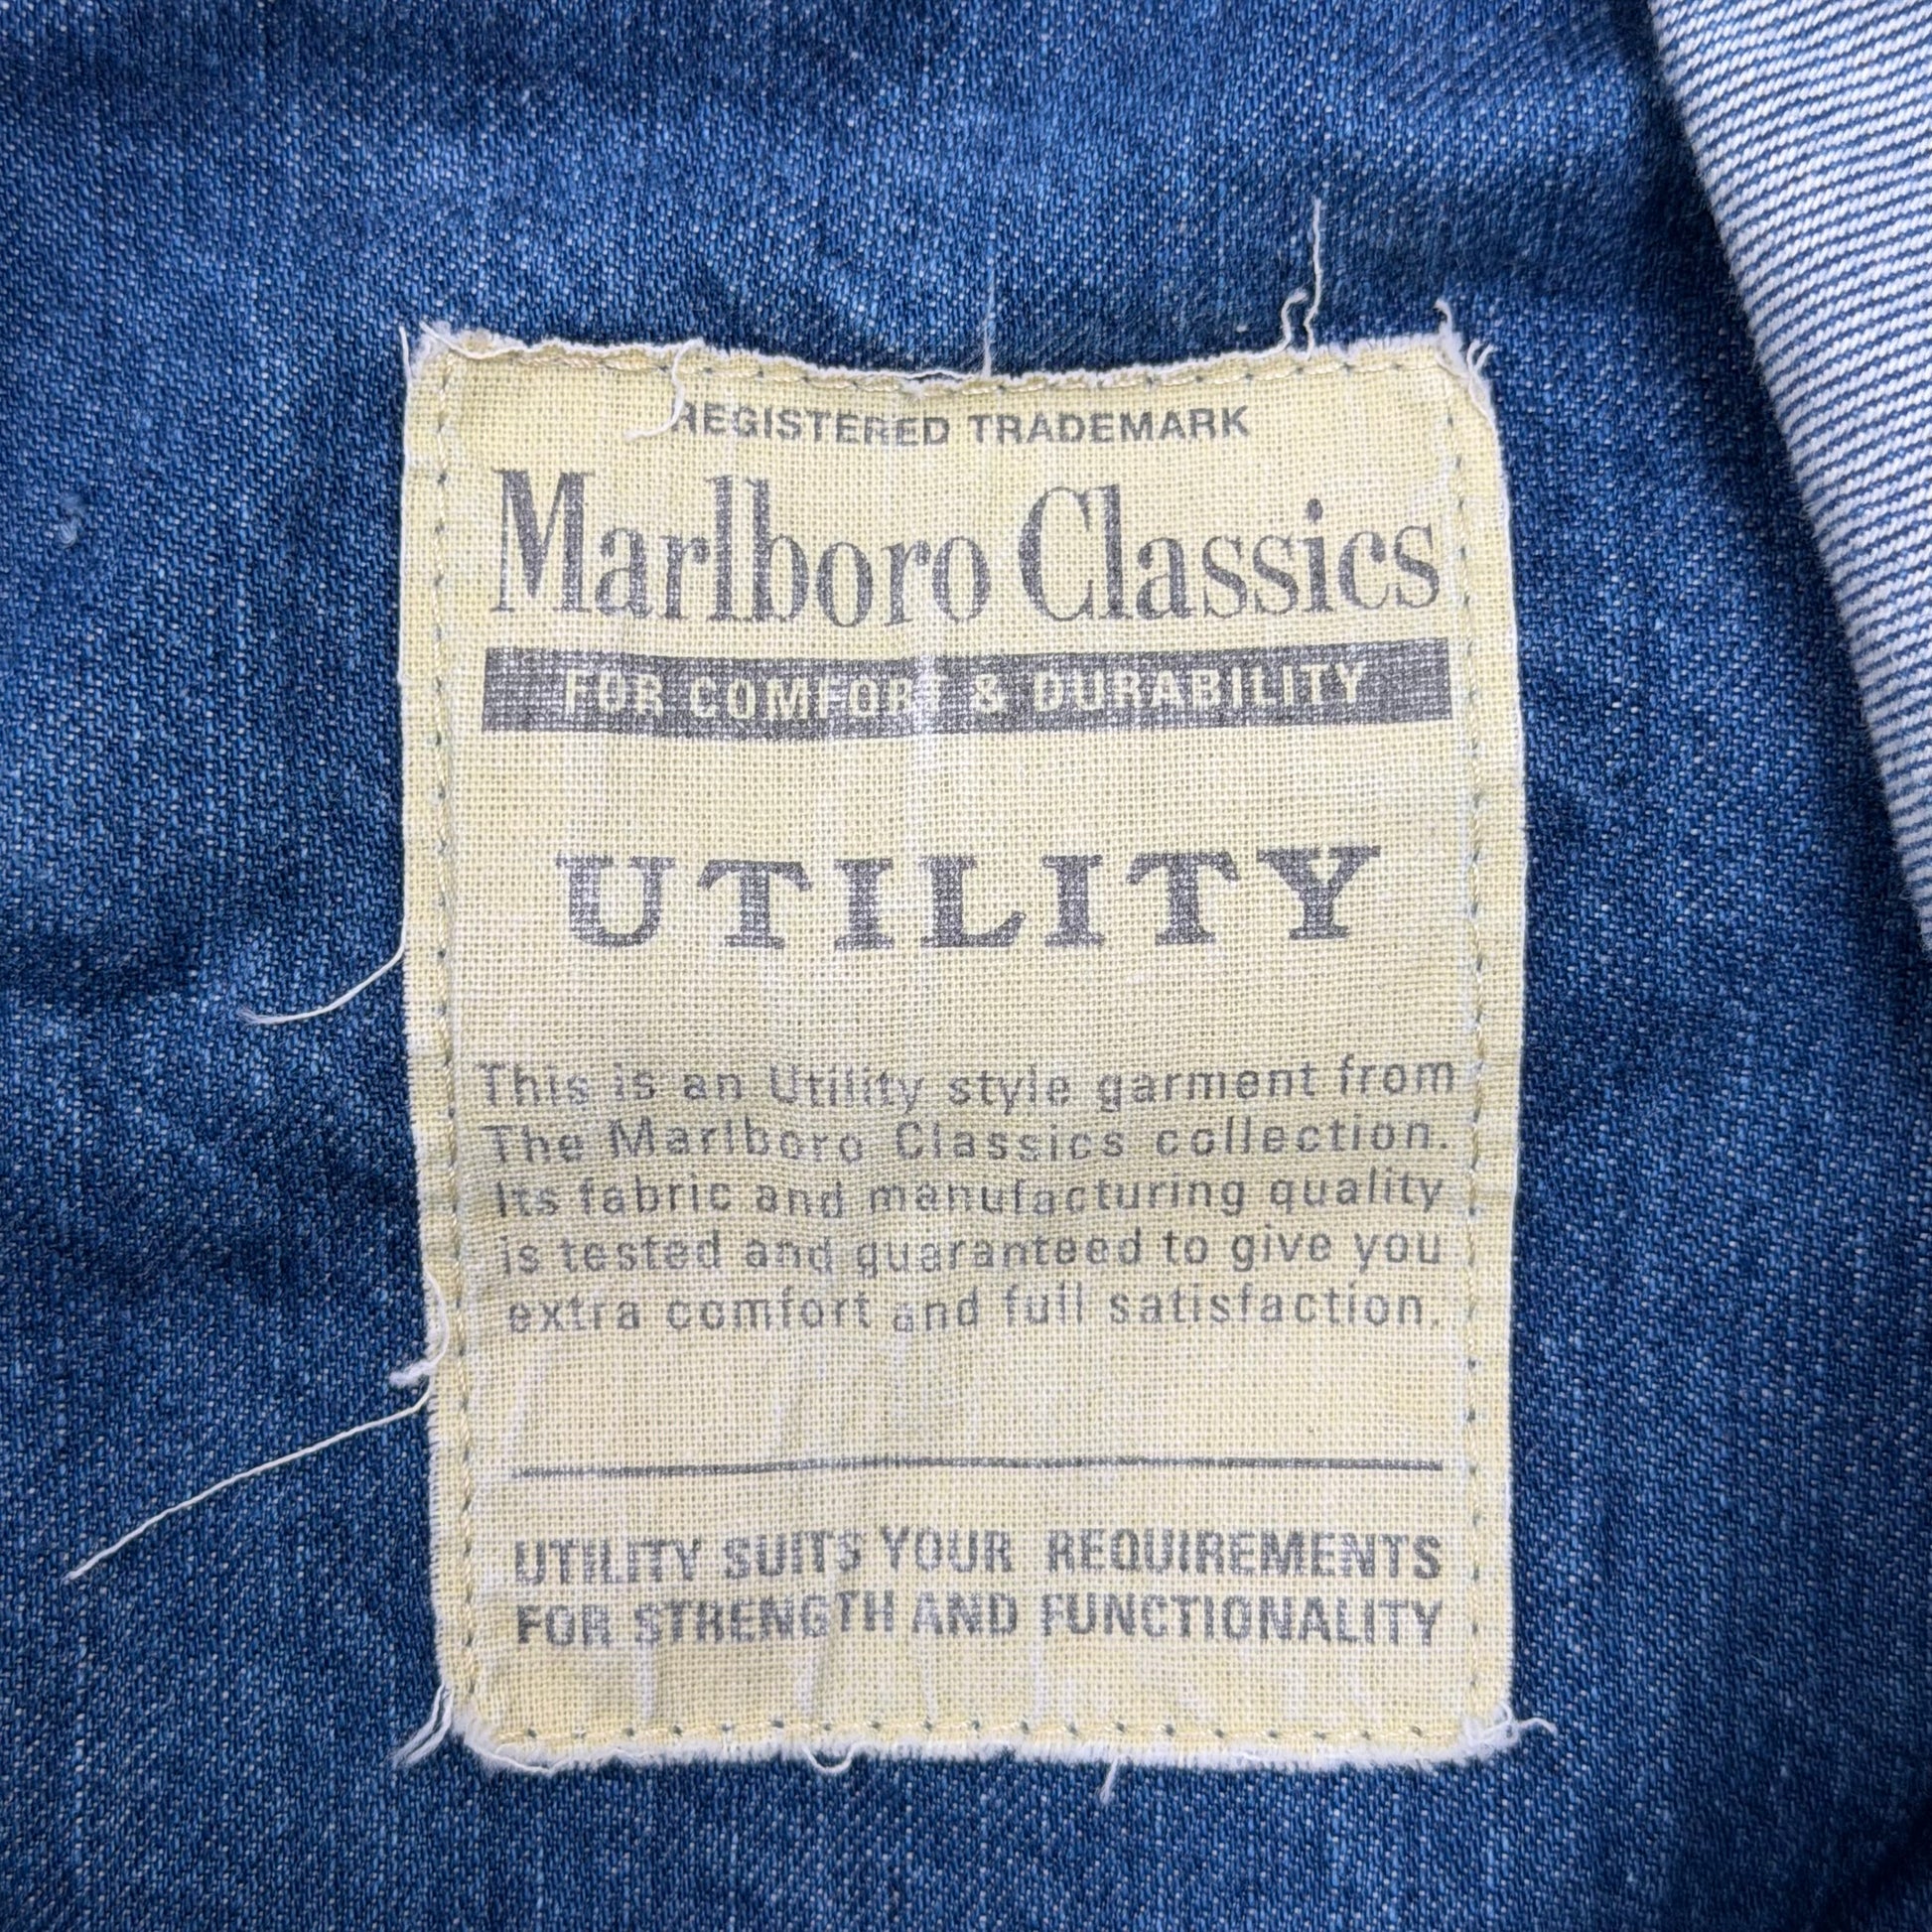 REGISTERED TRADEMARK
Marlboro Classics
FOR COMFORT & DURABILITY
UTILITY
This is an Utility style garment from
The Marlboro Classics collection.
Its fabric and manufacturing quality
is tested and guaranteed to give you
extra comfort and full satisfaction.
UTILITY SUITS YOUR REQUIREMENTS
FOR STRENGTH AND FUNCTIONALITY